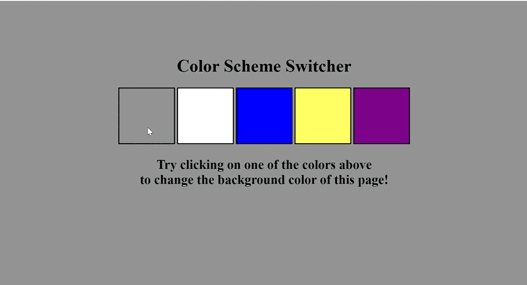 Color Scheme Switcher
Try clicking on one of the colors above
to change the background color of this page!